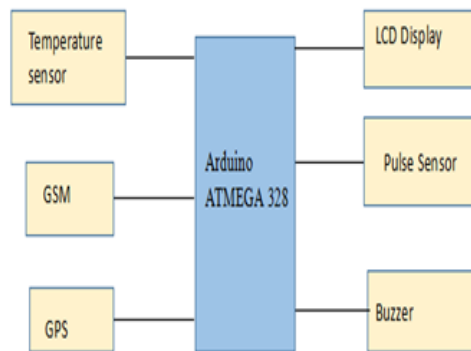 Temperature
sensor
GSM
GPS
Arduino
ATMEGA 328
LCD Display
Pulse Sensor
Buzzer